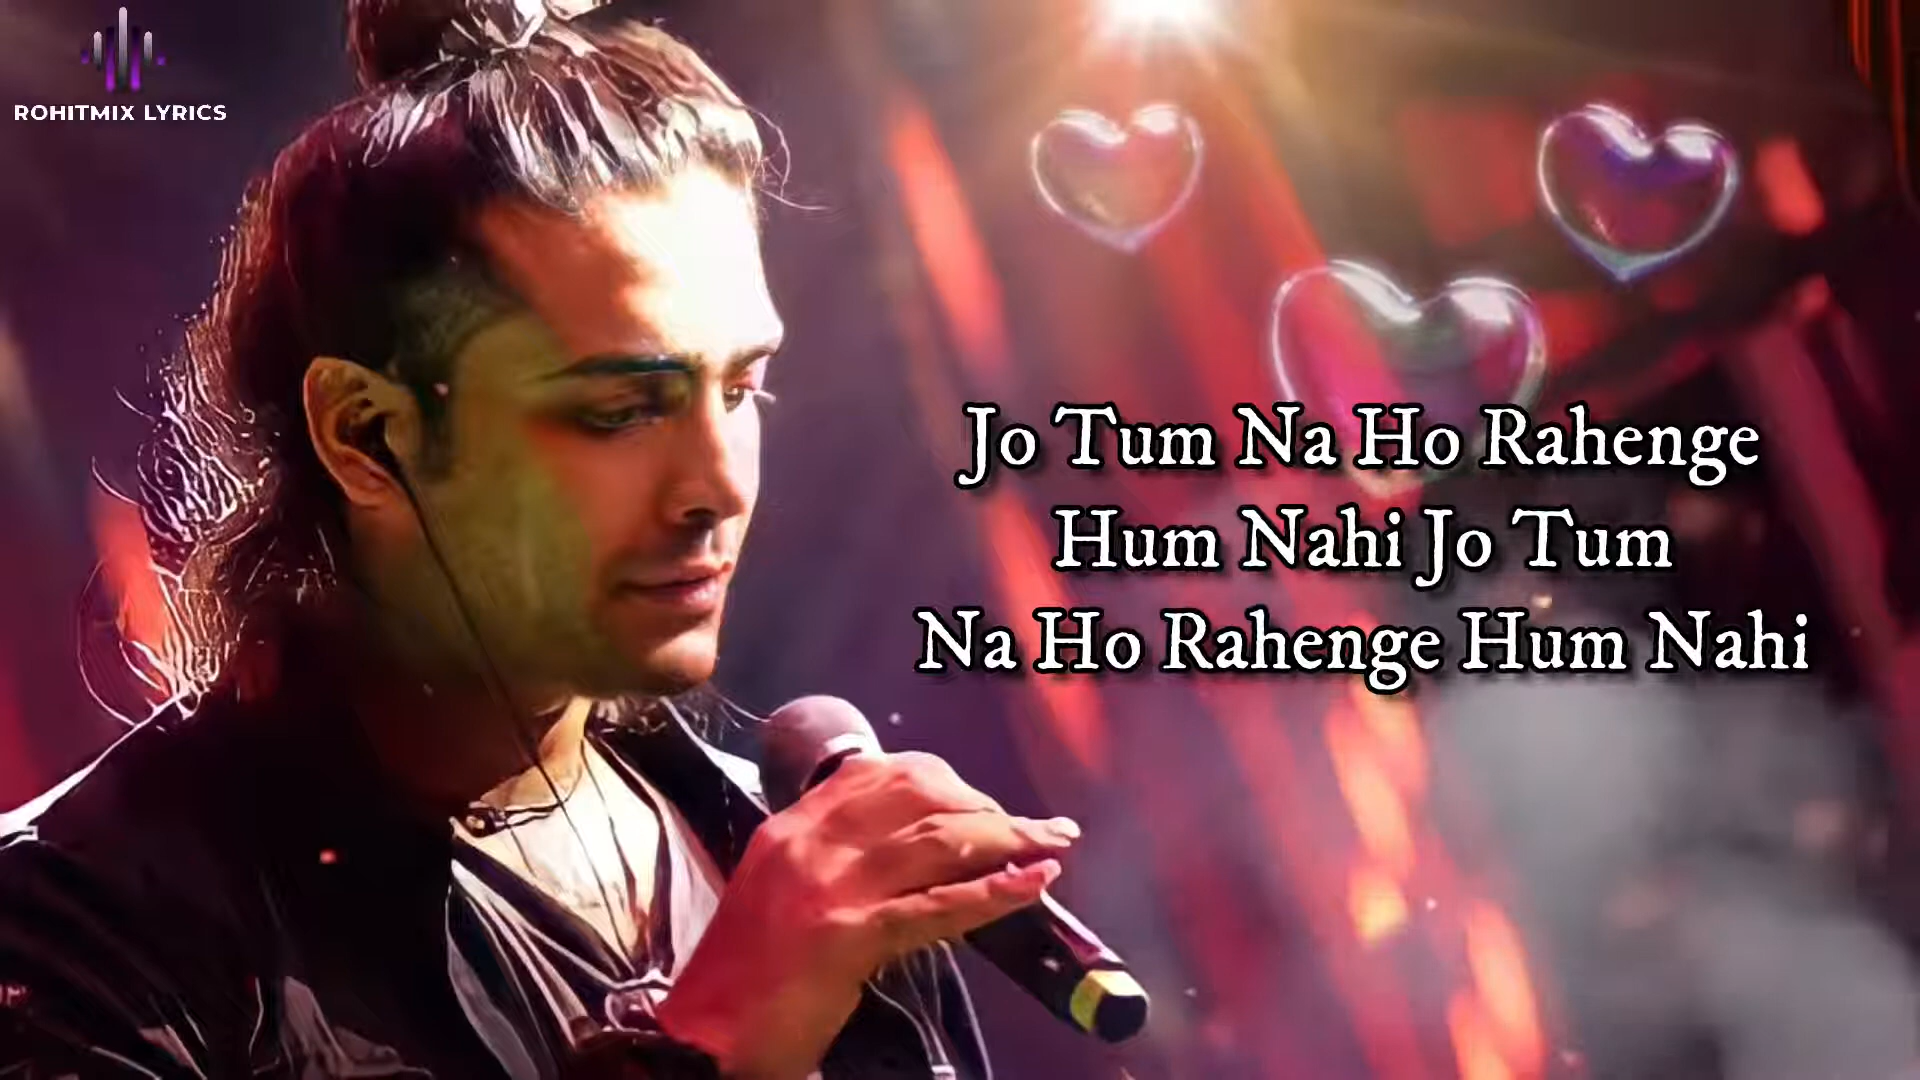 ROHITMIX LYRICS
Jo Tum Na Ho Rahenge
Hum Nahi Jo Tum
Na Ho Rahenge Hum Nahi